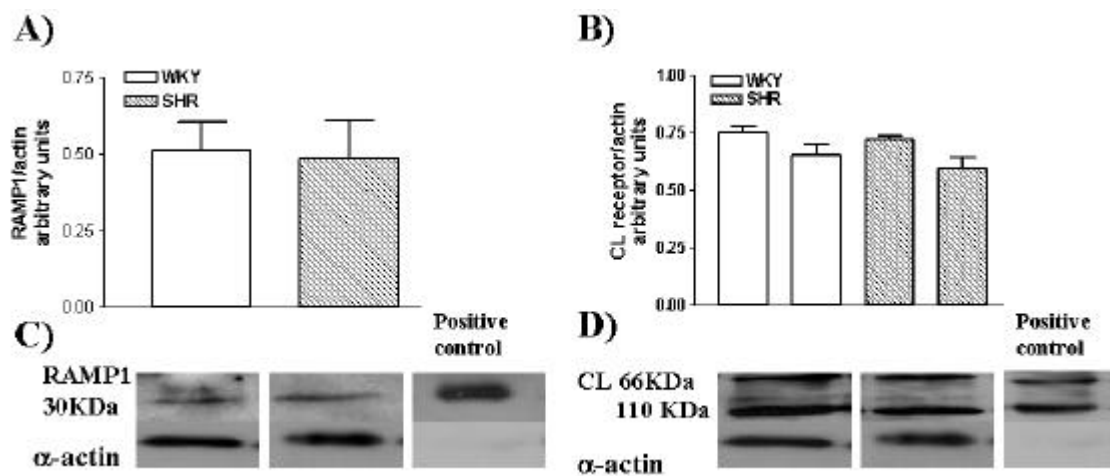 A)
RAMP1/actin
arbitrary units
0.75
0.50
0.25
0.00
WKY
SHR
B)
CL receptor/actin
arbitrary units
1.00
0.75
0.50
0.25
0.00
WKY
SHR
C)
Positive
control
RAMP1
30KDa
α-actin
D)
Positive
control
CL 66KDa
110 KDa
α-actin